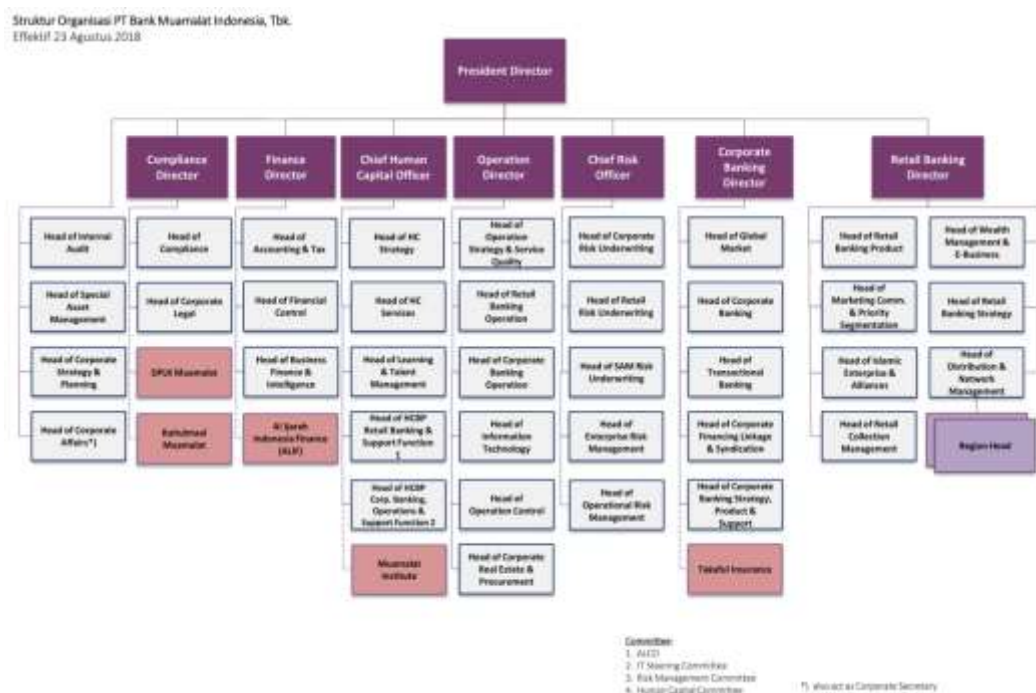 Struktur Organisasi PT Bank Muamalat Indonesia, Tbk.
Effektif 23 Agustus 2018
President Director
Compliance
Director
Finance
Director
Chief Human
Capital Officer
Operation
Director
Chief Risk
Officer
Corporate
Banking
Director
Retail Banking
Director
Head of Internal
Audit
Head of
Compliance
Head of
Accounting & Tax
Head of HC
Strategy
Head of
Operation
Strategy & Service
Quality
Head of Corporate
Risk Underwriting
Head of Global
Market
Head of Retail
Banking Product
Head of Wealth
Management &
E-Business
Head of Special
Asset
Management
Head of Corporate
Legal
Head of Financial
Control
Head of HC
Services
Head of Retail
Banking
Operation
Head of Retail
Risk Underwriting
Head of Corporate
Banking
Head of
Marketing Comm.
& Priority
Segmentation
Head of Retail
Banking Strategy
Head of Corporate
Strategy &
Planning
DPLK Muamalat
Head of Business
Finance &
Intelligence
Head of Learning
& Talent
Management
Head of Corporate
Banking
Operation
Head of SAM Risk
Underwriting
Head of
Transactional
Banking
Head of Islamic
Enterprise &
Alliances
Head of
Distribution &
Network
Management
Head of Corporate
Affairs*)
Baitulmaal
Muamalat
Al Ijarah
Indonesia Finance
(ALIF)
Head of HCBP
Retail Banking &
Support Function
1
Head of
Information
Technology
Head of
Enterprise Risk
Management
Head of Corporate
Financing Linkage
& Syndication
Head of Retail
Collection
Management
Region Head
Head of HCBP
Corp. Banking,
Operations &
Support Function 2
Head of
Operation Control
Head of
Operational Risk
Management
Head of Corporate
Banking Strategy,
Product &
Support
Muamalat
Institute
Head of Corporate
Real Estate &
Procurement
Takaful Insurance
Committee:
1. ALCO
2. IT Steering Committee
3. Risk Management Committee
4. Human Capital Committee
*) also act as Corporate Secretary